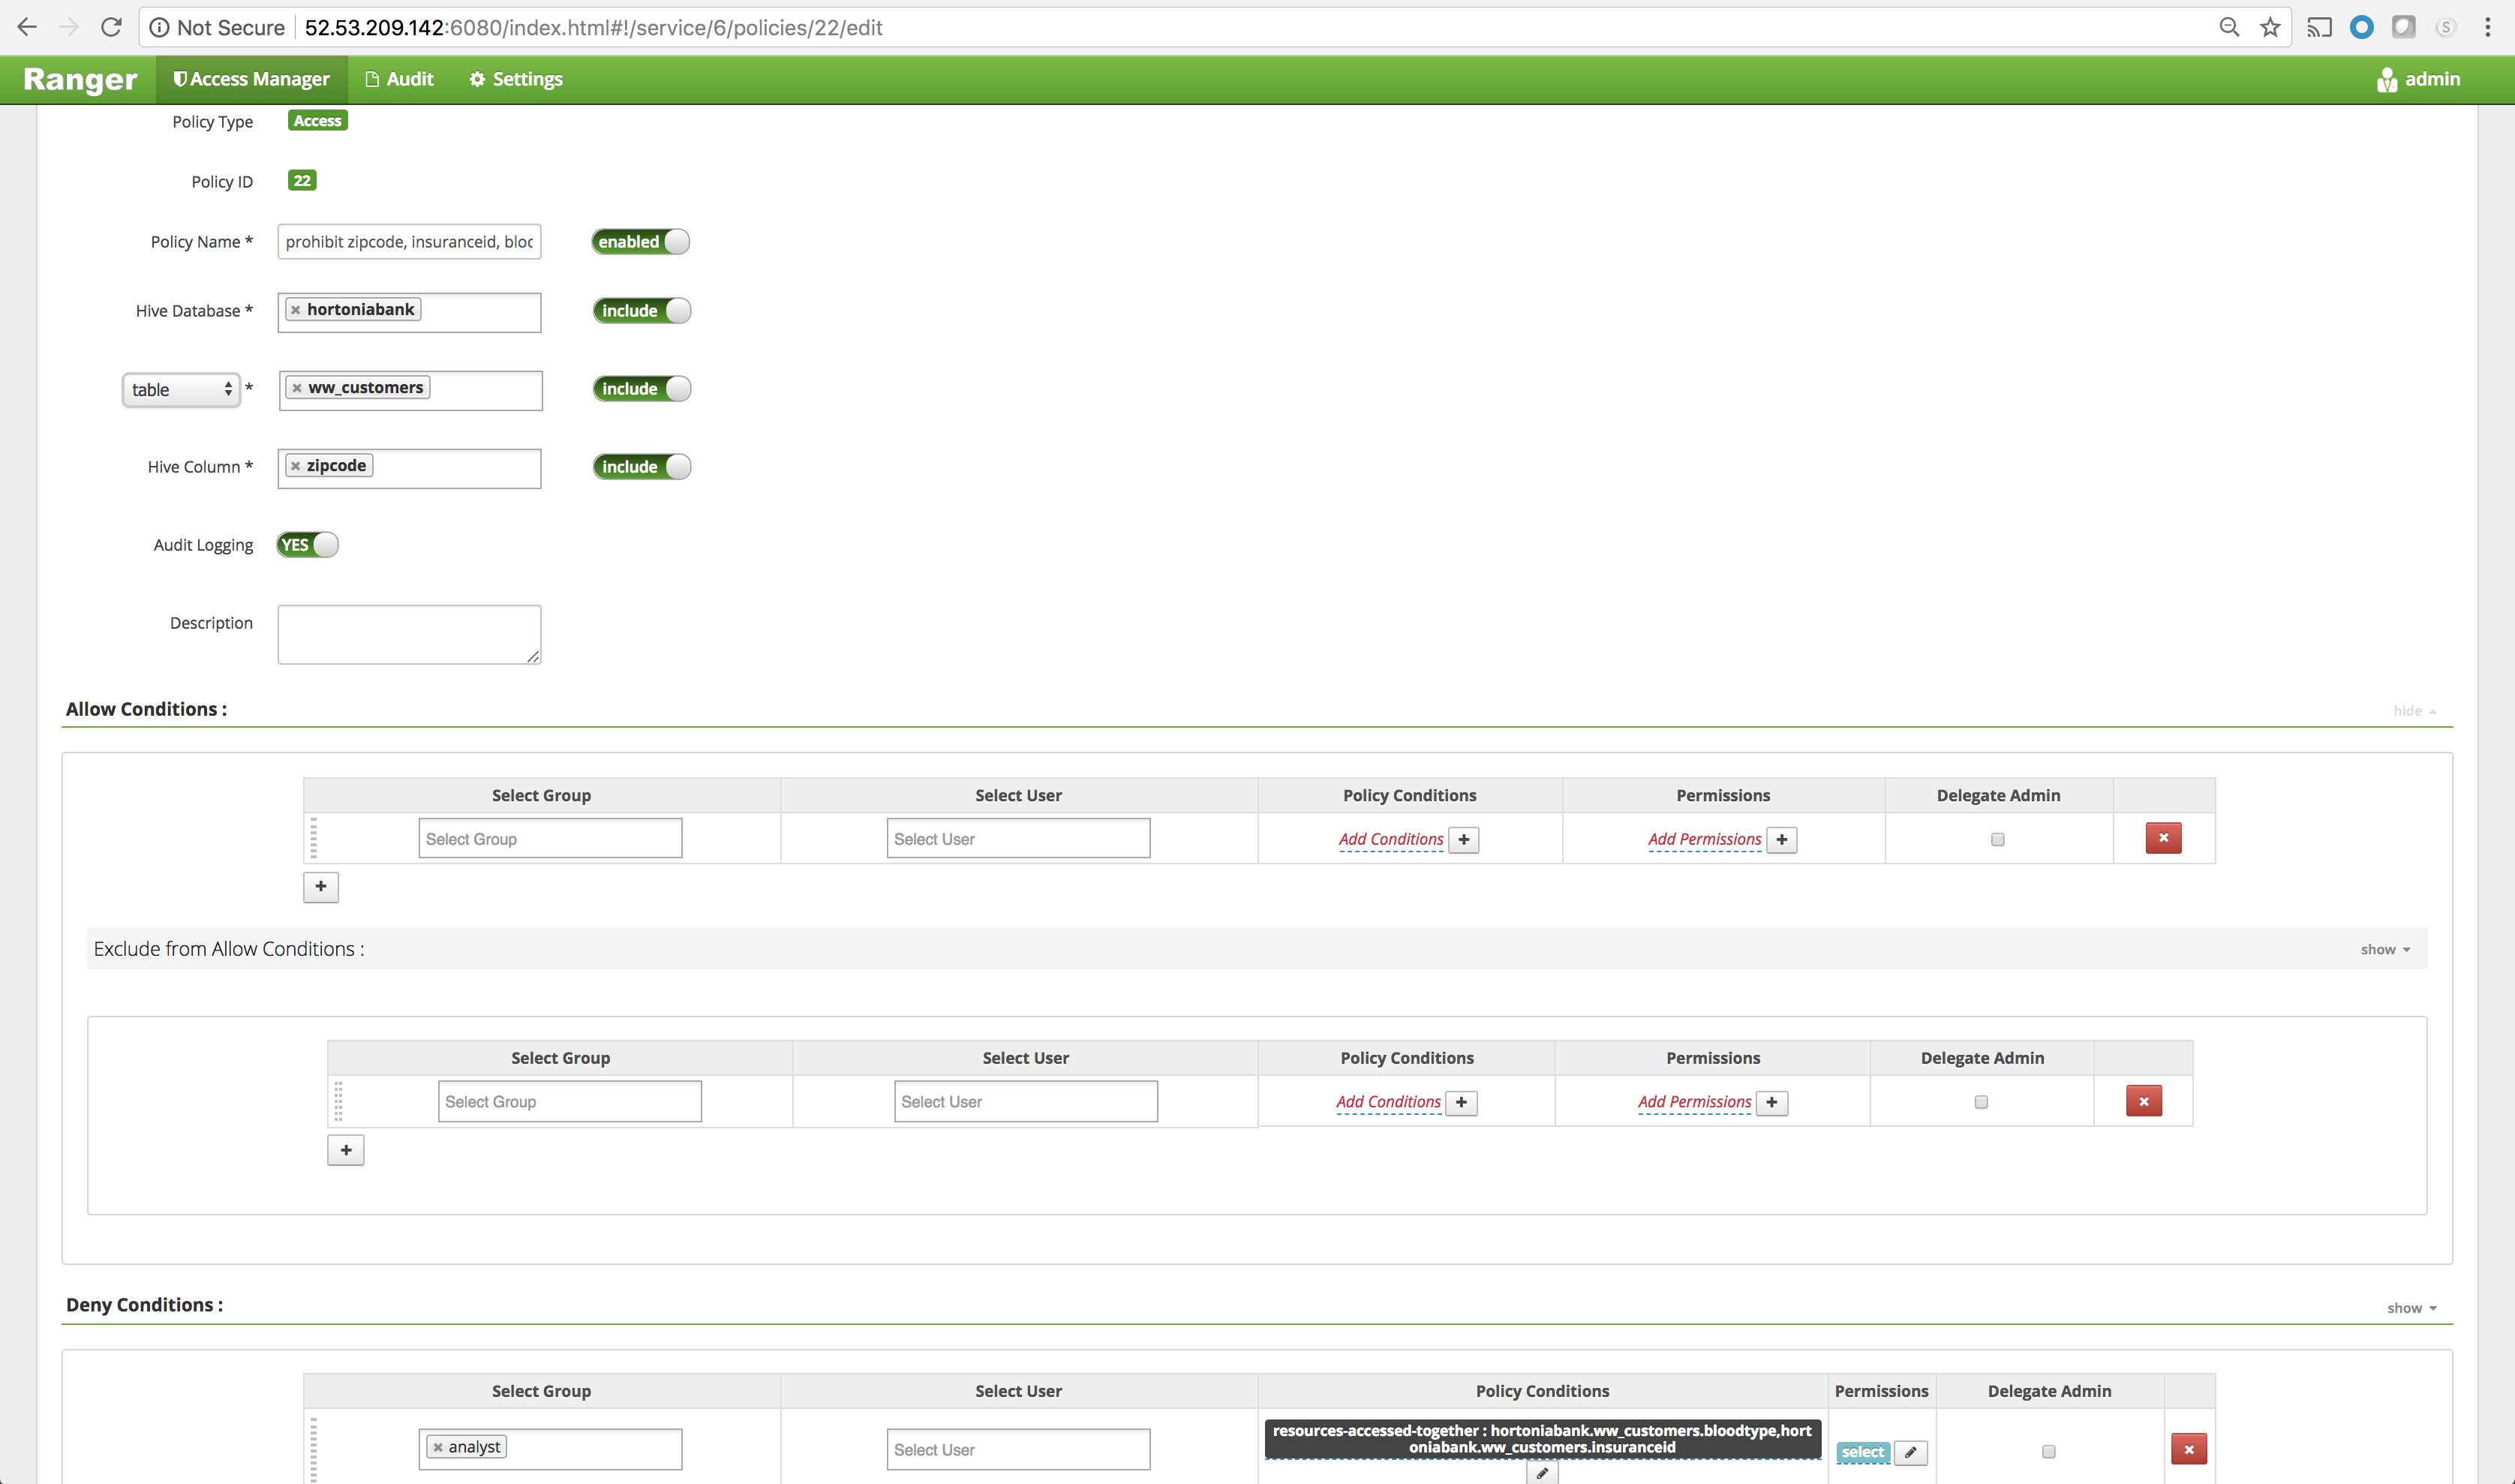 Not Secure 52.53.209.142:6080/index.html#!/service/6/policies/22/edit
S
Ranger Access Manager Audit Settings admin
Policy Type Access
Policy ID 22
Policy Name * prohibit zipcode, insuranceid, bloc enabled
Hive Database * × hortoniabank include
table * × ww_customers include
Hive Column * × zipcode include
Audit Logging YES
Description
Allow Conditions : hide
Select Group Select User Policy Conditions Permissions Delegate Admin
Select Group Select User Add Conditions + Add Permissions + ×
+
Exclude from Allow Conditions : show
Select Group Select User Policy Conditions Permissions Delegate Admin
Select Group Select User Add Conditions + Add Permissions + ×
+
Deny Conditions : show
Select Group Select User Policy Conditions Permissions Delegate Admin
× analyst Select User resources-accessed-together : hortoniabank.ww_customers.bloodtype,hort
oniabank.ww_customers.insuranceid select ×